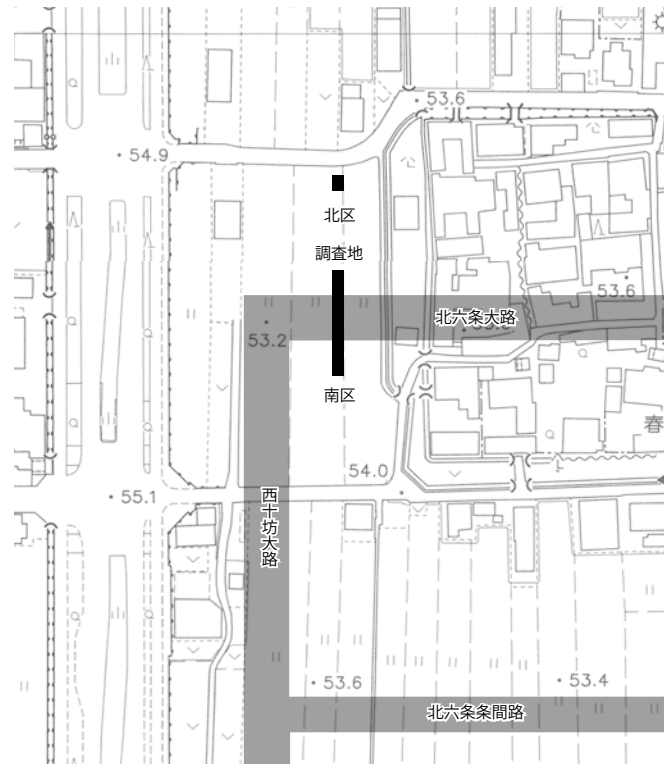 53.6
54.9
北区
調査地
53.6
北六条大路
53.2
南区
春
54.0
55.1
西十坊大路
53.6
53.4
北六条条間路